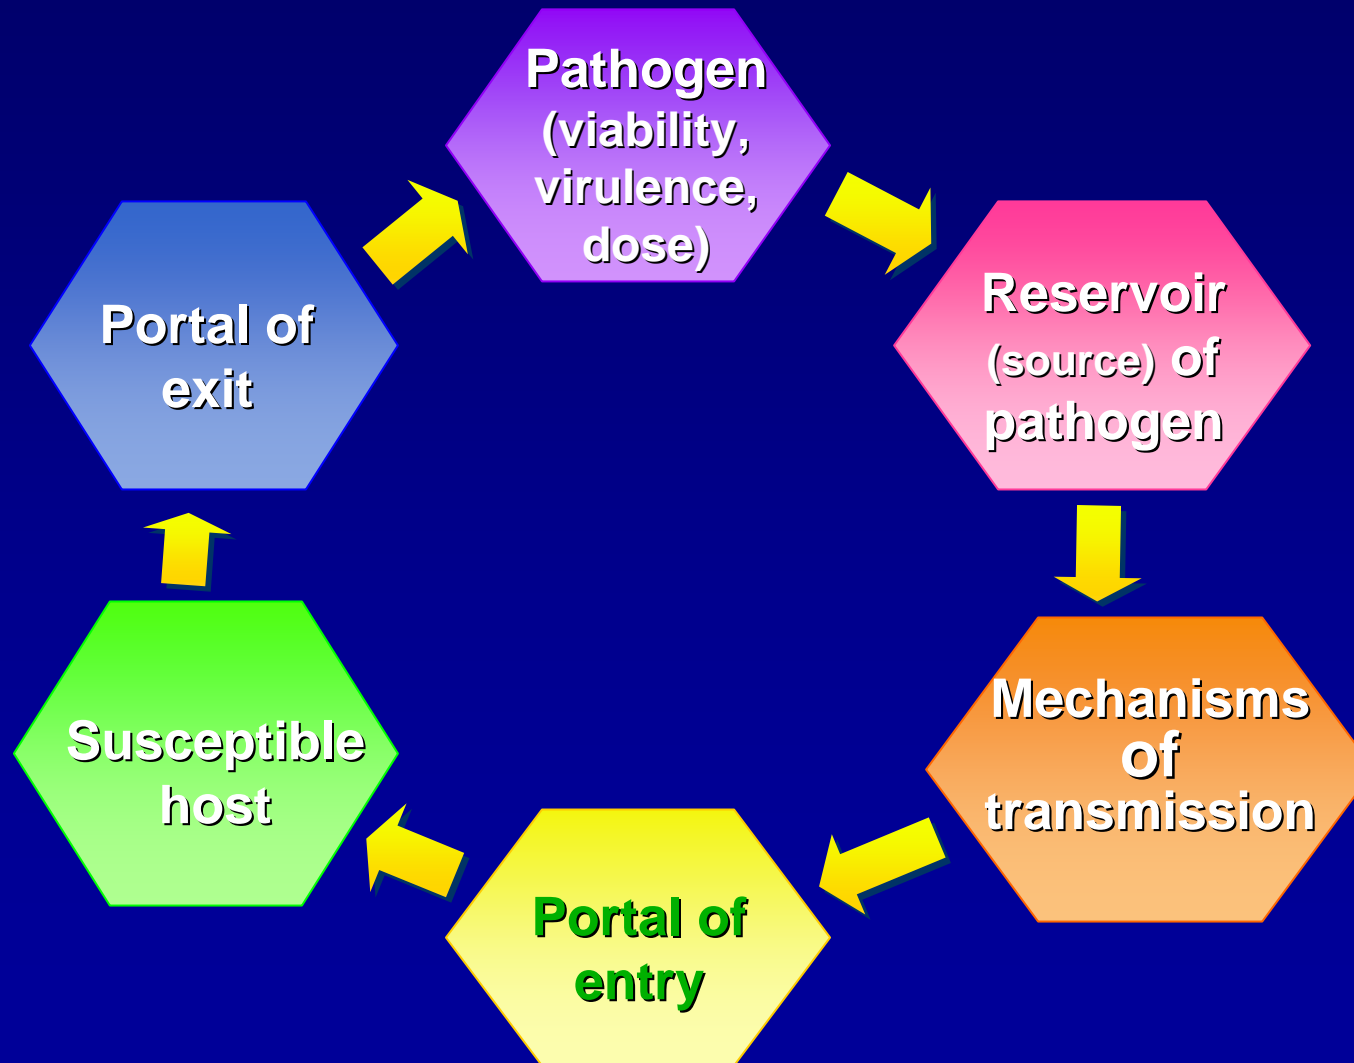 Pathogen
(viability,
virulence,
dose)
Reservoir
(source) of
pathogen
Mechanisms
of
transmission
Portal of
entry
Susceptible
host
Portal of
exit